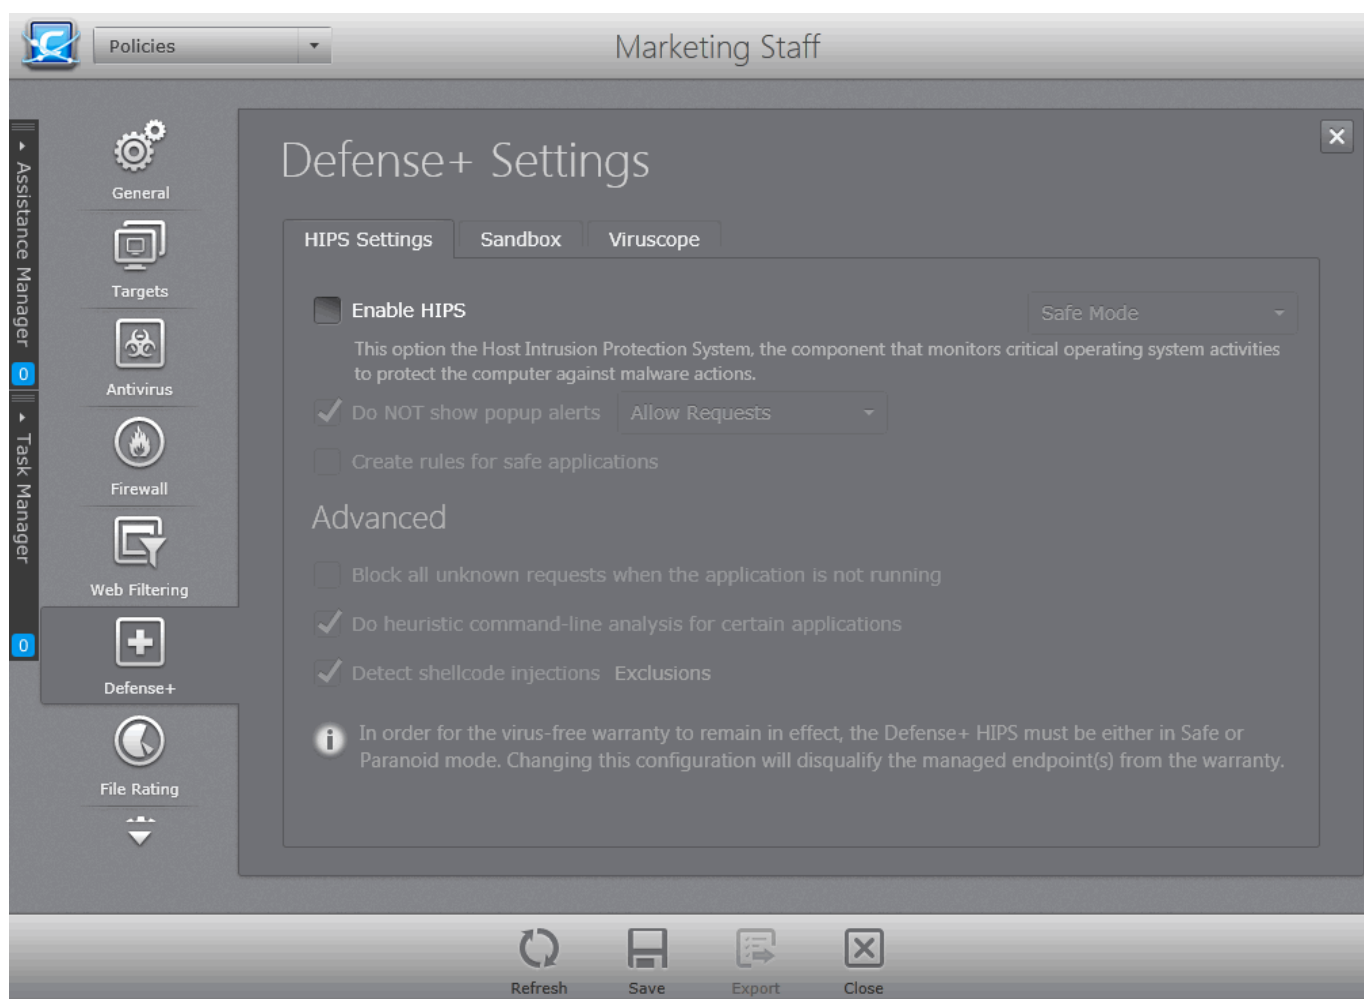 Policies
Marketing Staff
Assistance Manager
0
Task Manager
0
General
Targets
Antivirus
Firewall
Web Filtering
Defense+
File Rating
Defense+ Settings
HIPS Settings
Sandbox
Viruscope
Enable HIPS
Safe Mode
This option the Host Intrusion Protection System, the component that monitors critical operating system activities
to protect the computer against malware actions.
Do NOT show popup alerts
Allow Requests
Create rules for safe applications
Advanced
Block all unknown requests when the application is not running
Do heuristic command-line analysis for certain applications
Detect shellcode injections Exclusions
In order for the virus-free warranty to remain in effect, the Defense+ HIPS must be either in Safe or
Paranoid mode. Changing this configuration will disqualify the managed endpoint(s) from the warranty.
Refresh
Save
Export
Close